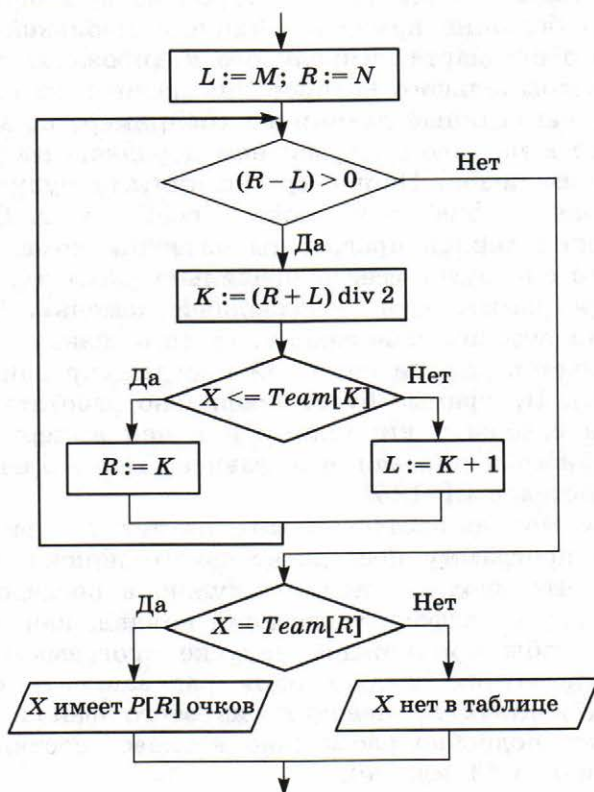 L := M; R := N
(R – L) > 0
Нет
Да
K := (R + L) div 2
Да
Нет
X <= Team[K]
R := K
L := K + 1
Да
Нет
X = Team[R]
X имеет P[R] очков
X нет в таблице